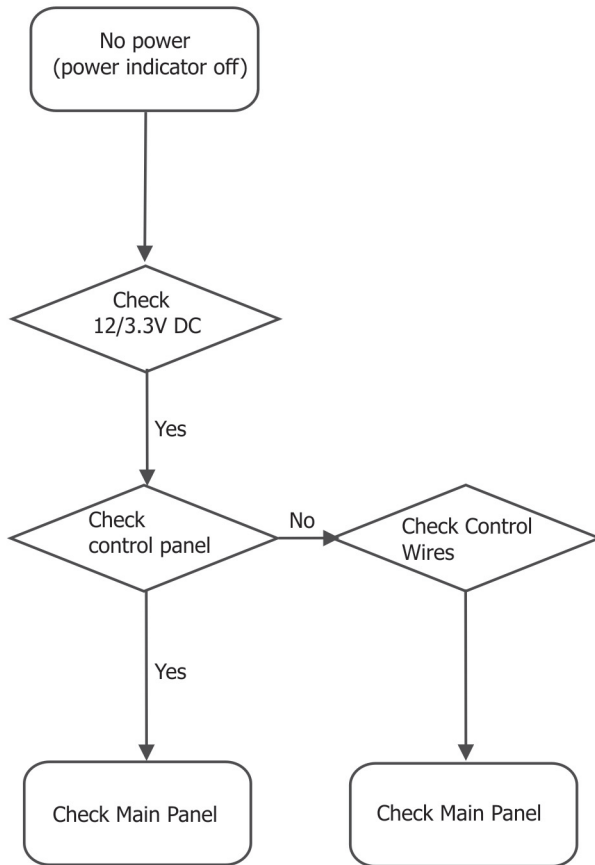 No power
(power indicator off)
Check
12/3.3V DC
Yes
Check
control panel
No
Check Control
Wires
Yes
Check Main Panel
Check Main Panel